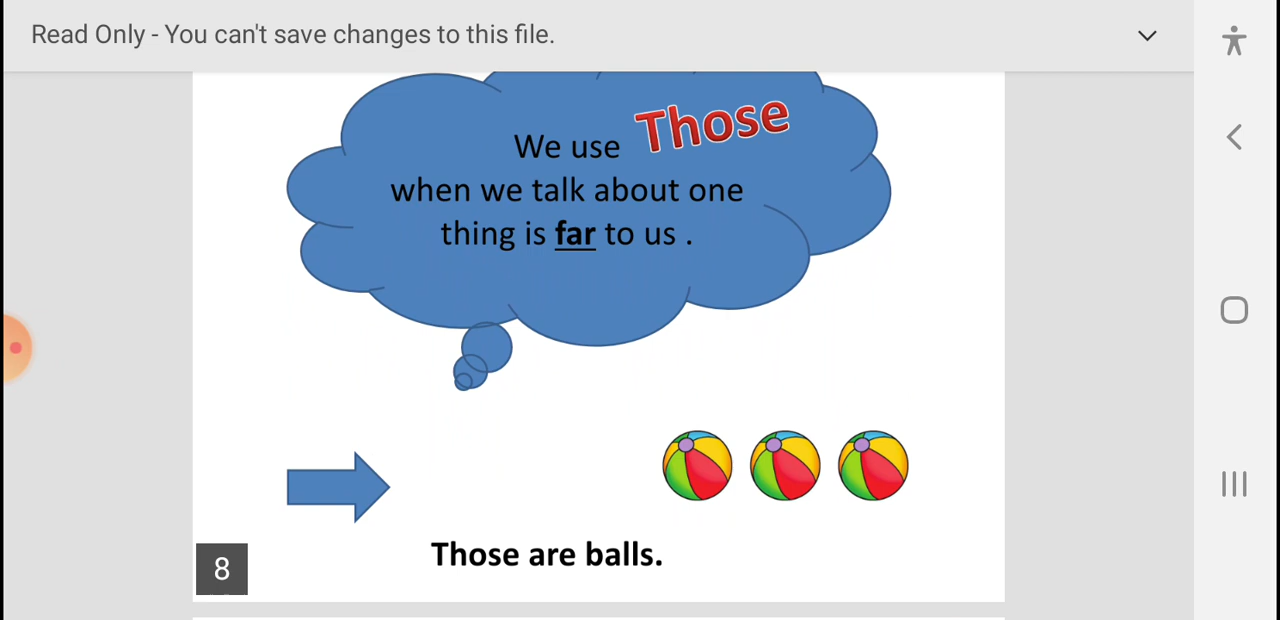 Read Only - You can't save changes to this file.
We use Those
when we talk about one
thing is far to us .
Those are balls.
8